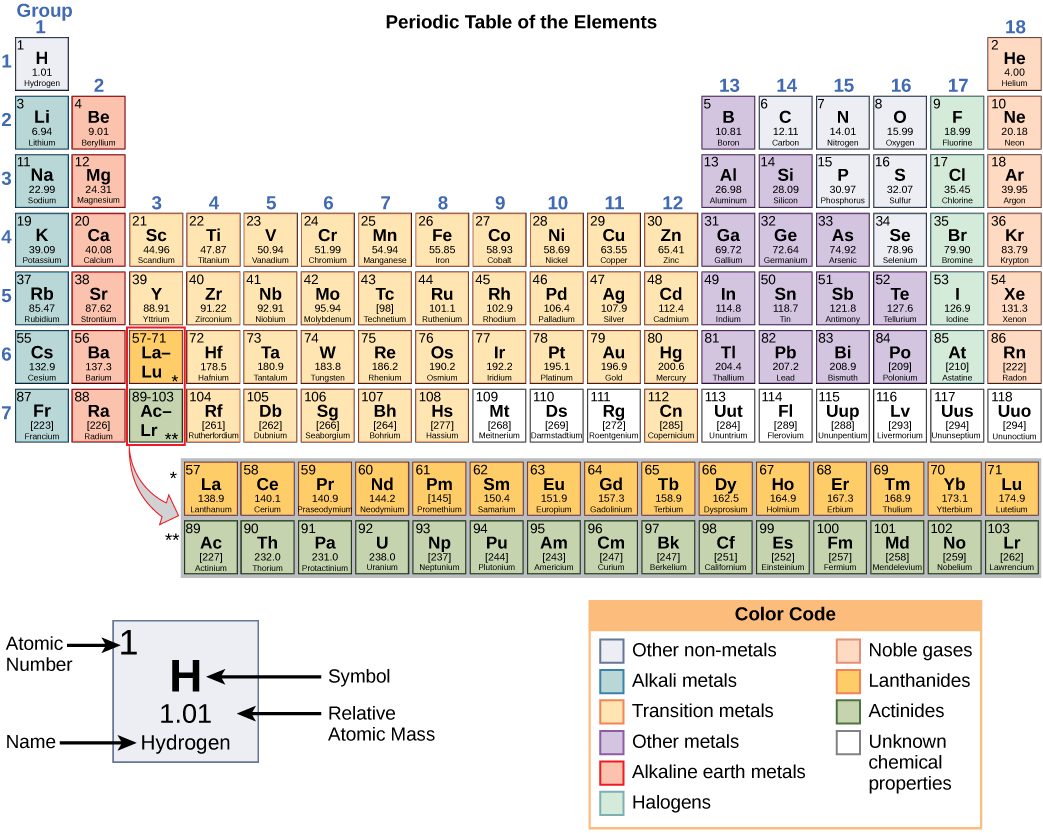 Periodic Table of the Elements
Group
1 18
1
1 H 1.01 Hydrogen
2 He 4.00 Helium
2 13 14 15 16 17
2
3 Li 6.94 Lithium
4 Be 9.01 Beryllium
5 B 10.81 Boron
6 C 12.11 Carbon
7 N 14.01 Nitrogen
8 O 15.99 Oxygen
9 F 18.99 Fluorine
10 Ne 20.18 Neon
3
11 Na 22.99 Sodium
12 Mg 24.31 Magnesium
13 Al 26.98 Aluminum
14 Si 28.09 Silicon
15 P 30.97 Phosphorus
16 S 32.07 Sulfur
17 Cl 35.45 Chlorine
18 Ar 39.95 Argon
3 4 5 6 7 8 9 10 11 12
4
19 K 39.09 Potassium
20 Ca 40.08 Calcium
21 Sc 44.96 Scandium
22 Ti 47.87 Titanium
23 V 50.94 Vanadium
24 Cr 51.99 Chromium
25 Mn 54.94 Manganese
26 Fe 55.85 Iron
27 Co 58.93 Cobalt
28 Ni 58.69 Nickel
29 Cu 63.55 Copper
30 Zn 65.41 Zinc
31 Ga 69.72 Gallium
32 Ge 72.64 Germanium
33 As 74.92 Arsenic
34 Se 78.96 Selenium
35 Br 79.90 Bromine
36 Kr 83.79 Krypton
5
37 Rb 85.47 Rubidium
38 Sr 87.62 Strontium
39 Y 88.91 Yttrium
40 Zr 91.22 Zirconium
41 Nb 92.91 Niobium
42 Mo 95.94 Molybdenum
43 Tc [98] Technetium
44 Ru 101.1 Ruthenium
45 Rh 102.9 Rhodium
46 Pd 106.4 Palladium
47 Ag 107.9 Silver
48 Cd 112.4 Cadmium
49 In 114.8 Indium
50 Sn 118.7 Tin
51 Sb 121.8 Antimony
52 Te 127.6 Tellurium
53 I 126.9 Iodine
54 Xe 131.3 Xenon
6
55 Cs 132.9 Cesium
56 Ba 137.3 Barium
57-71 La– Lu *
72 Hf 178.5 Hafnium
73 Ta 180.9 Tantalum
74 W 183.8 Tungsten
75 Re 186.2 Rhenium
76 Os 190.2 Osmium
77 Ir 192.2 Iridium
78 Pt 195.1 Platinum
79 Au 196.9 Gold
80 Hg 200.6 Mercury
81 Tl 204.4 Thallium
82 Pb 207.2 Lead
83 Bi 208.9 Bismuth
84 Po [209] Polonium
85 At [210] Astatine
86 Rn [222] Radon
7
87 Fr [223] Francium
88 Ra [226] Radium
89-103 Ac– Lr **
104 Rf [261] Rutherfordium
105 Db [262] Dubnium
106 Sg [266] Seaborgium
107 Bh [264] Bohrium
108 Hs [277] Hassium
109 Mt [268] Meitnerium
110 Ds [269] Darmstadtium
111 Rg [272] Roentgenium
112 Cn [285] Copernicium
113 Uut [284] Ununtrium
114 Fl [289] Flerovium
115 Uup [288] Ununpentium
116 Lv [293] Livermorium
117 Uus [294] Ununseptium
118 Uuo [294] Ununoctium
*
57 La 138.9 Lanthanum
58 Ce 140.1 Cerium
59 Pr 140.9 Praseodymium
60 Nd 144.2 Neodymium
61 Pm [145] Promethium
62 Sm 150.4 Samarium
63 Eu 151.9 Europium
64 Gd 157.3 Gadolinium
65 Tb 158.9 Terbium
66 Dy 162.5 Dysprosium
67 Ho 164.9 Holmium
68 Er 167.3 Erbium
69 Tm 168.9 Thulium
70 Yb 173.1 Ytterbium
71 Lu 174.9 Lutetium
**
89 Ac [227] Actinium
90 Th 232.0 Thorium
91 Pa 231.0 Protactinium
92 U 238.0 Uranium
93 Np [237] Neptunium
94 Pu [244] Plutonium
95 Am [243] Americium
96 Cm [247] Curium
97 Bk [247] Berkelium
98 Cf [251] Californium
99 Es [252] Einsteinium
100 Fm [257] Fermium
101 Md [258] Mendelevium
102 No [259] Nobelium
103 Lr [262] Lawrencium
Atomic
Number
1
H
Symbol
1.01
Relative
Atomic Mass
Name
Hydrogen
Color Code
Other non-metals
Alkali metals
Transition metals
Other metals
Alkaline earth metals
Halogens
Noble gases
Lanthanides
Actinides
Unknown
chemical
properties